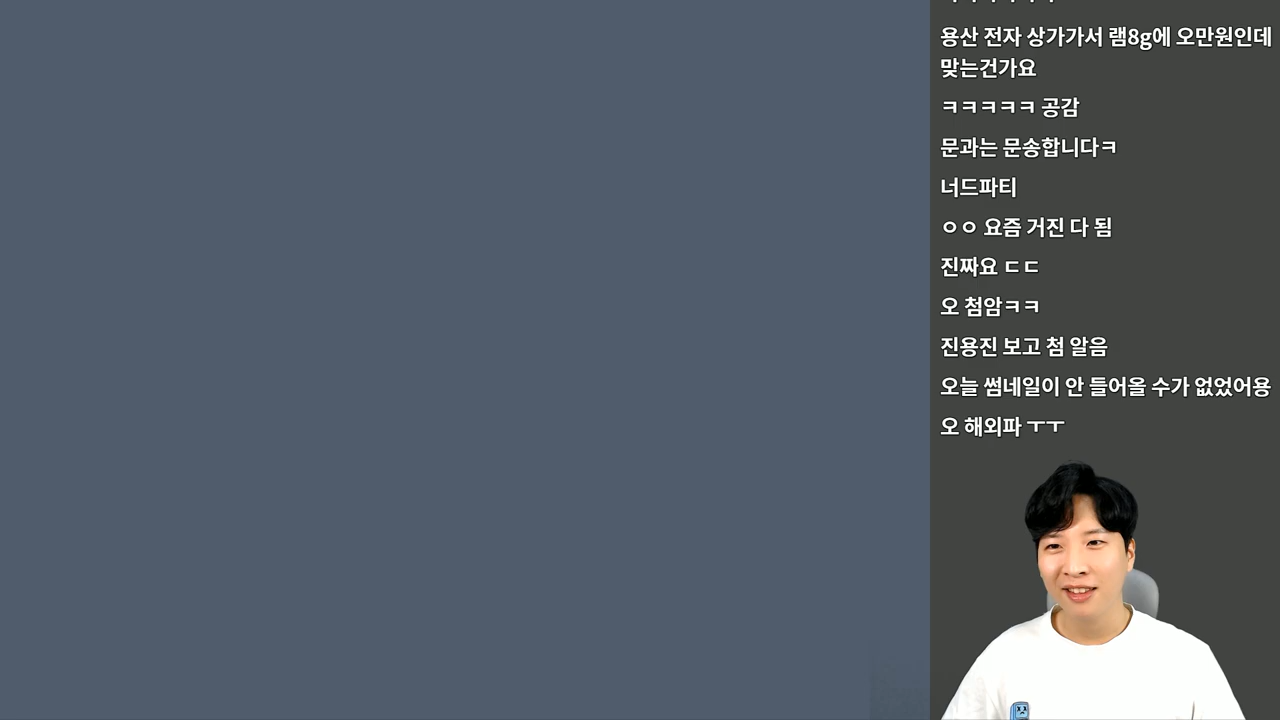 용산 전자 상가가서 램8g에 오만원인데
맞는건가요
ㅋㅋㅋㅋㅋ 공감
문과는 문송합니다ㅋ
너드파티
ㅇㅇ 요즘 거진 다 됨
진짜요 ㄷㄷ
오 첨암ㅋㅋ
진용진 보고 첨 알음
오늘 썸네일이 안 들어올 수가 없었어용
오 해외파 ㅜㅜ